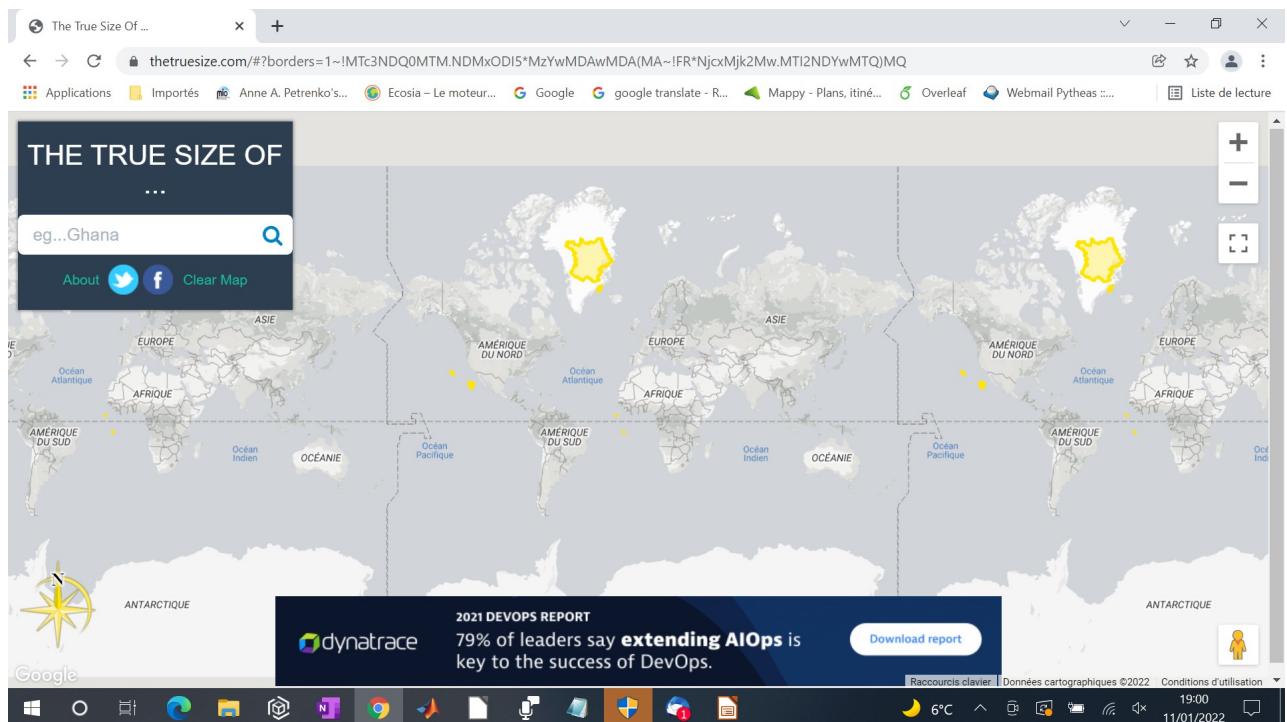 The True Size Of ...
thetruesize.com/#?borders=1~!MTc3NDQ0MTM.NDMxODI5*MzYwMDAwMDA(MA~!FR*NjcxMjk2Mw.MTI2NDYwMTQ)MQ
Applications Importés Anne A. Petrenko's... Ecosia – Le moteur... Google google translate - R... Mappy - Plans, itiné... Overleaf Webmail Pytheas ::... Liste de lecture
THE TRUE SIZE OF
...
eg...Ghana
About Clear Map
ASIE ASIE
EUROPE AMÉRIQUE DU NORD EUROPE AMÉRIQUE DU NORD EUROPE
Océan Atlantique Océan Atlantique Océan Atlantique
AFRIQUE AFRIQUE AFRIQUE
AMÉRIQUE DU SUD AMÉRIQUE DU SUD AMÉRIQUE DU SUD
Océan Indien OCÉANIE Océan Pacifique Océan Indien OCÉANIE Océan Pacifique
N
ANTARCTIQUE ANTARCTIQUE
dynatrace
2021 DEVOPS REPORT
79% of leaders say extending AIOps is
key to the success of DevOps.
Download report
Google
Raccourcis clavier Données cartographiques ©2022 Conditions d'utilisation
6°C
19:00
11/01/2022